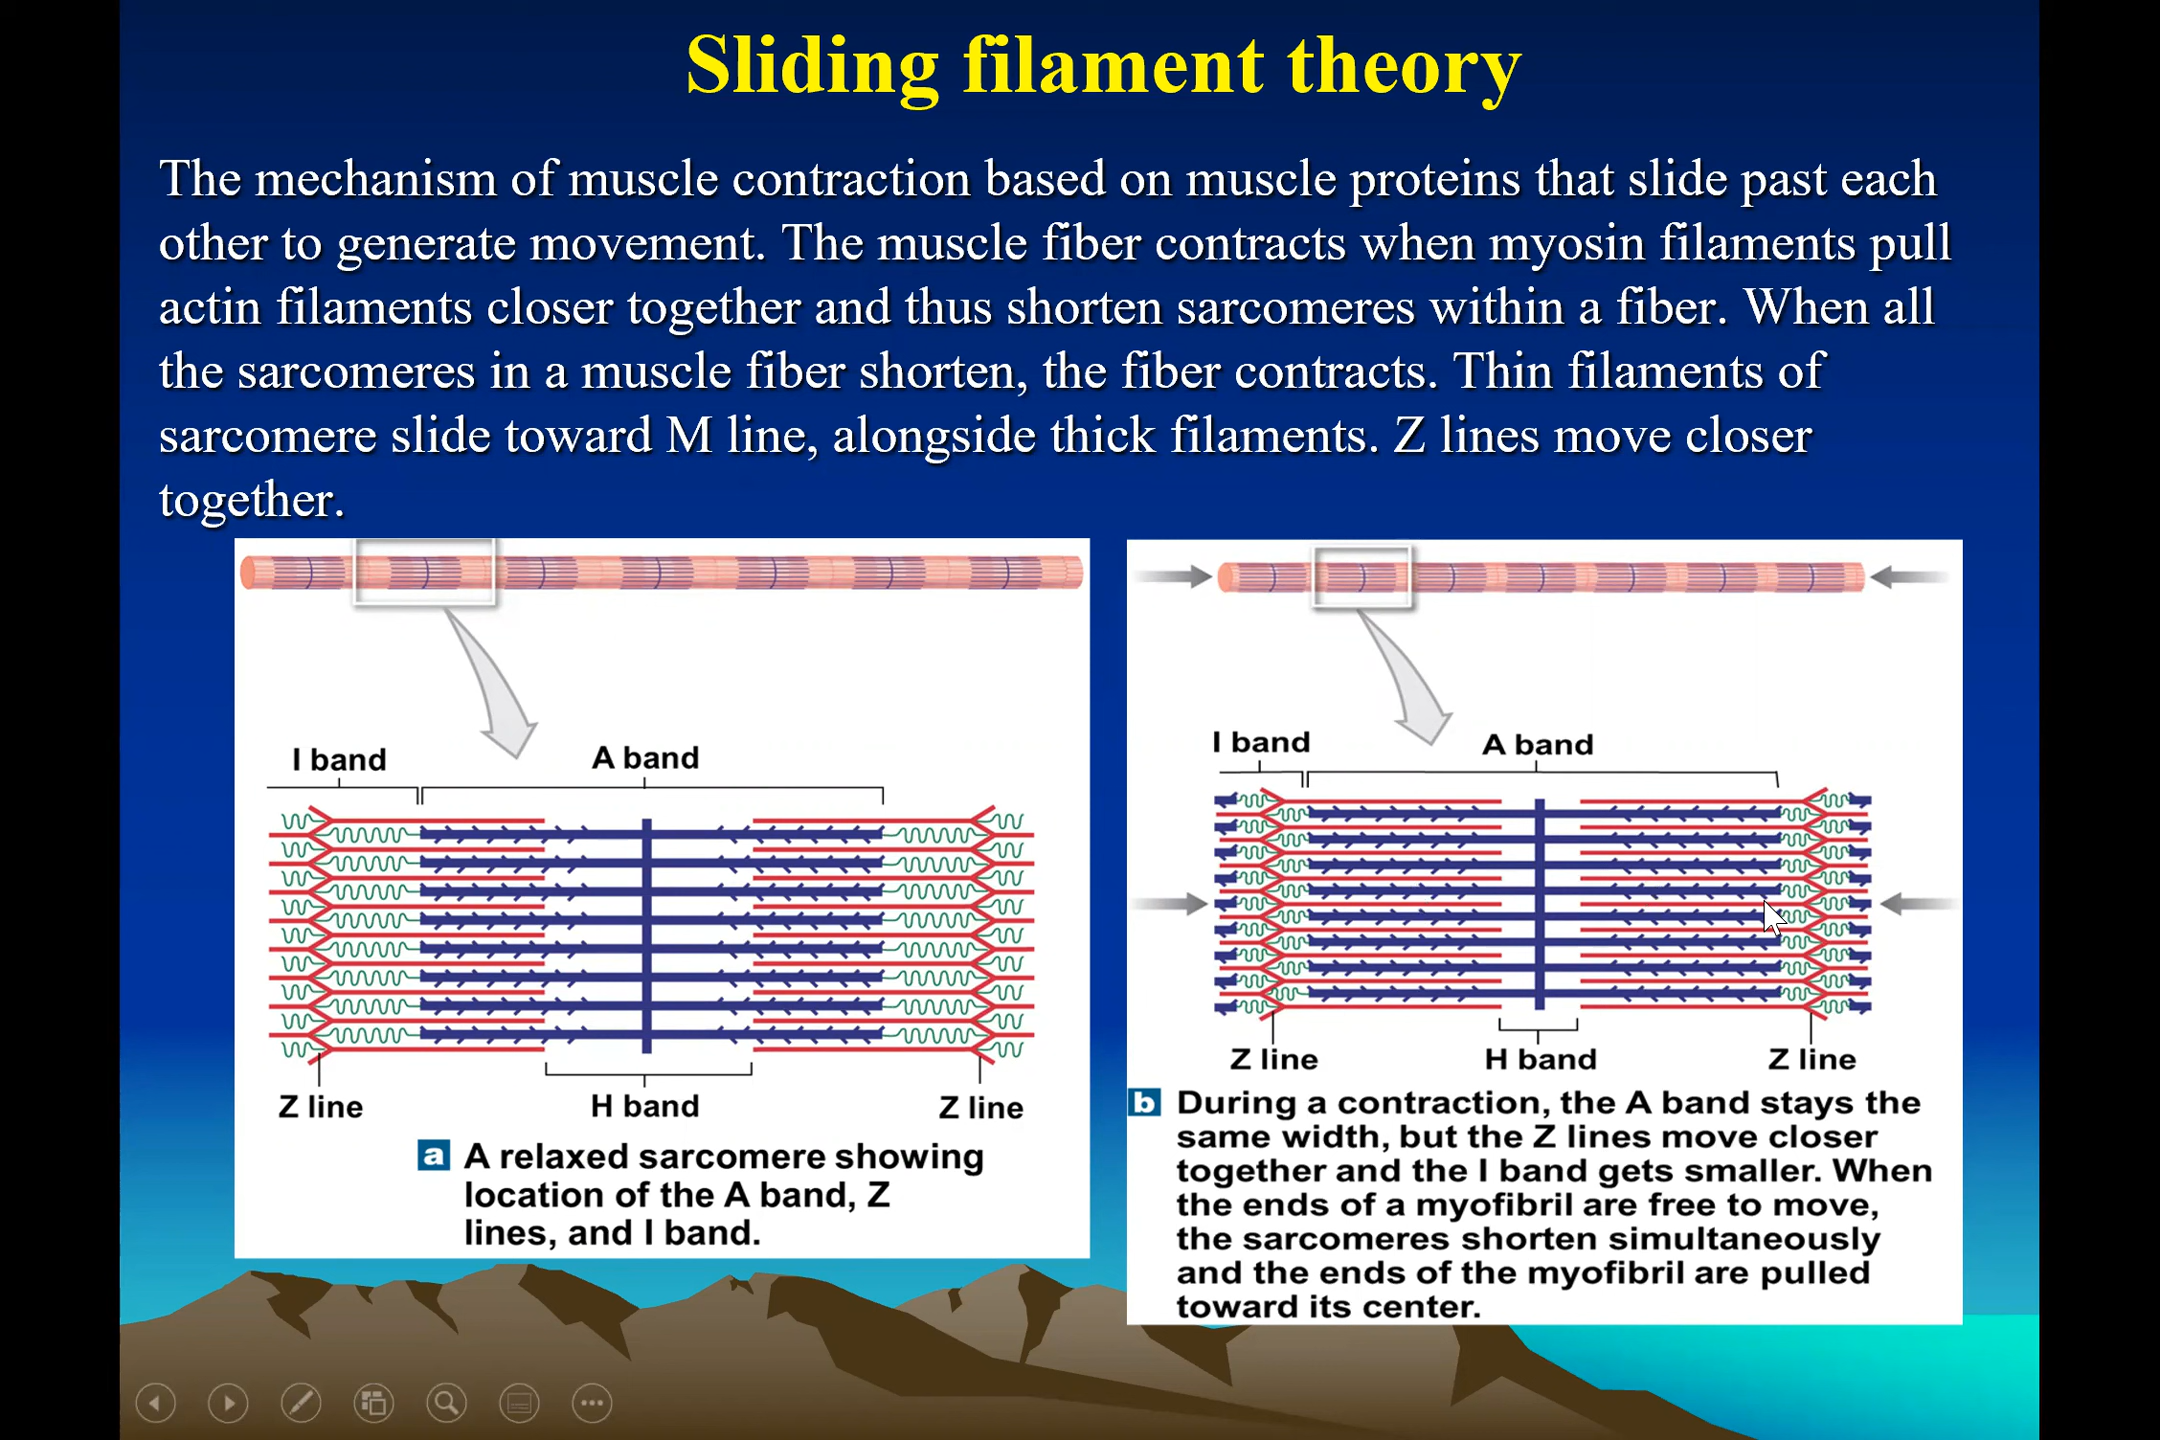 Sliding filament theory
The mechanism of muscle contraction based on muscle proteins that slide past each
other to generate movement. The muscle fiber contracts when myosin filaments pull
actin filaments closer together and thus shorten sarcomeres within a fiber. When all
the sarcomeres in a muscle fiber shorten, the fiber contracts. Thin filaments of
sarcomere slide toward M line, alongside thick filaments. Z lines move closer
together.
I band
A band
Z line
H band
Z line
a A relaxed sarcomere showing
location of the A band, Z
lines, and I band.
I band
A band
Z line
H band
Z line
b During a contraction, the A band stays the
same width, but the Z lines move closer
together and the I band gets smaller. When
the ends of a myofibril are free to move,
the sarcomeres shorten simultaneously
and the ends of the myofibril are pulled
toward its center.